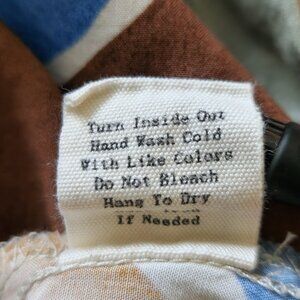 Turn Inside Out
Hand Wash Cold
With Like Colors
Do Not Bleach
Hang To Dry
If Needed